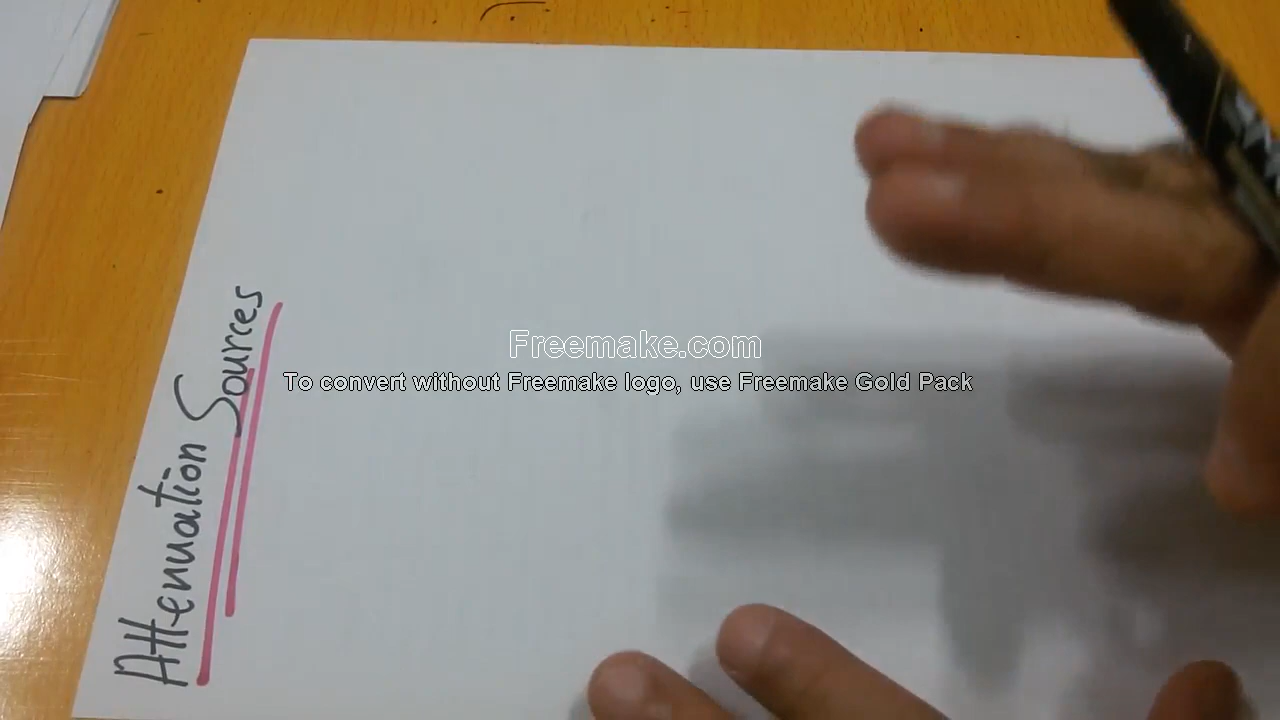 Attenuation Sources
Freemake.com
To convert without Freemake logo, use Freemake Gold Pack